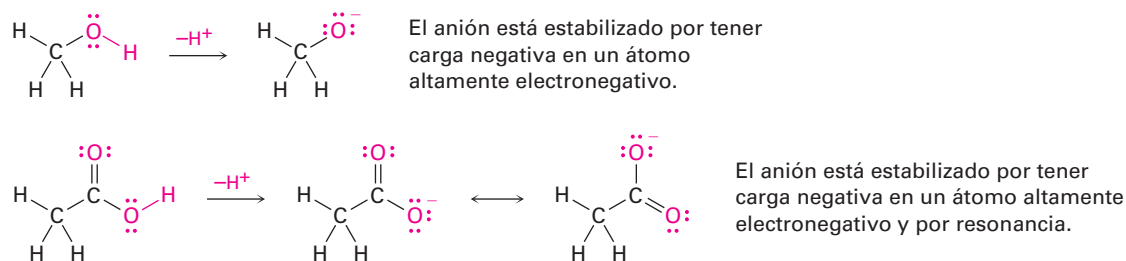 H O H –H⁺ H O⁻ El anión está estabilizado por tener
C C carga negativa en un átomo
H H H H altamente electronegativo.
O O O⁻ El anión está estabilizado por tener
H C H –H⁺ H C H C carga negativa en un átomo altamente
C O C O⁻ C O electronegativo y por resonancia.
H H H H H H